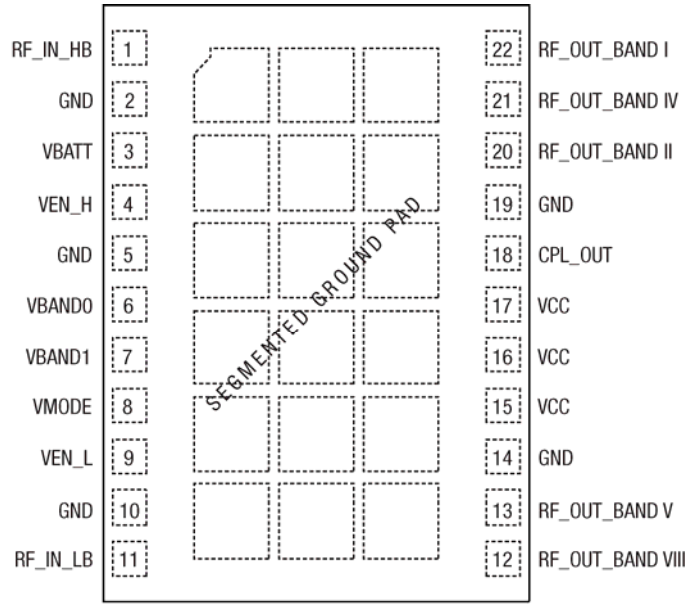 RF_IN_HB 1 22 RF_OUT_BAND I
GND 2 21 RF_OUT_BAND IV
VBATT 3 20 RF_OUT_BAND II
VEN_H 4 19 GND
GND 5 18 CPL_OUT
VBAND0 6 17 VCC
VBAND1 7 16 VCC
VMODE 8 15 VCC
VEN_L 9 14 GND
GND 10 13 RF_OUT_BAND V
RF_IN_LB 11 12 RF_OUT_BAND VIII
SEGMENTED GROUND PAD